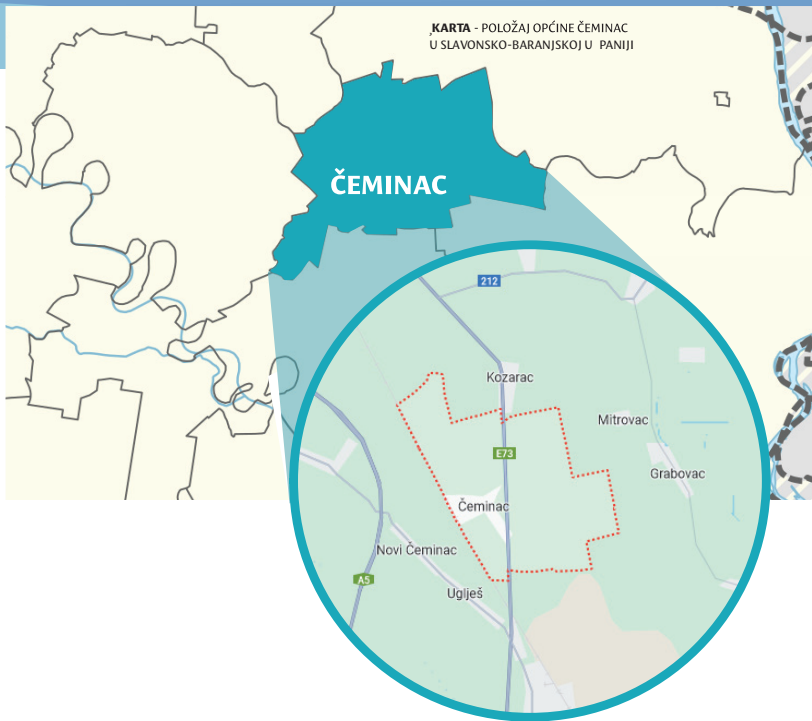 KARTA - POLOŽAJ OPĆINE ČEMINAC
U SLAVONSKO-BARANJSKOJ U PANIJI
ČEMINAC
212
Kozarac
Mitrovac
E73
Grabovac
Čeminac
Novi Čeminac
A5
Uglješ